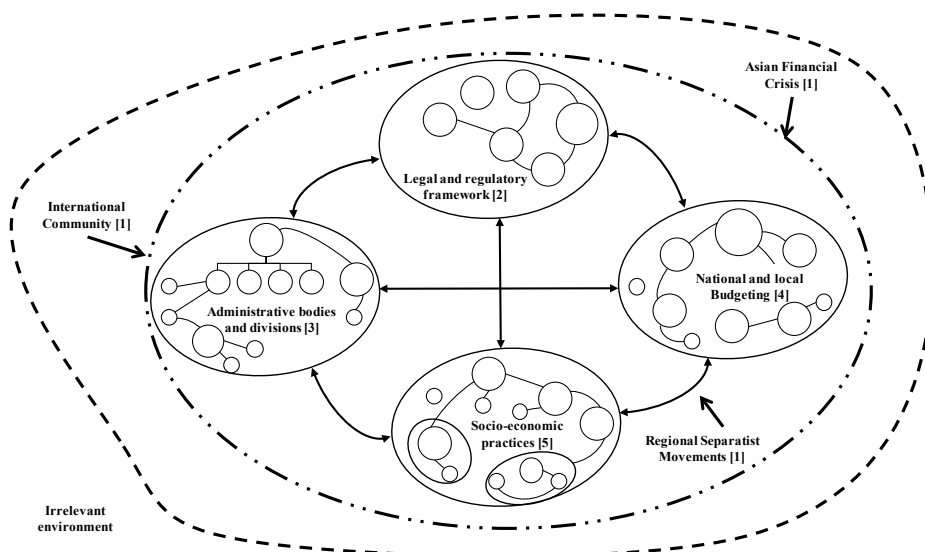 Asian Financial
Crisis [1]
Legal and regulatory
framework [2]
International
Community [1]
National and local
Budgeting [4]
Administrative bodies
and divisions [3]
Socio-economic
practices [5]
Regional Separatist
Movements [1]
Irrelevant
environment